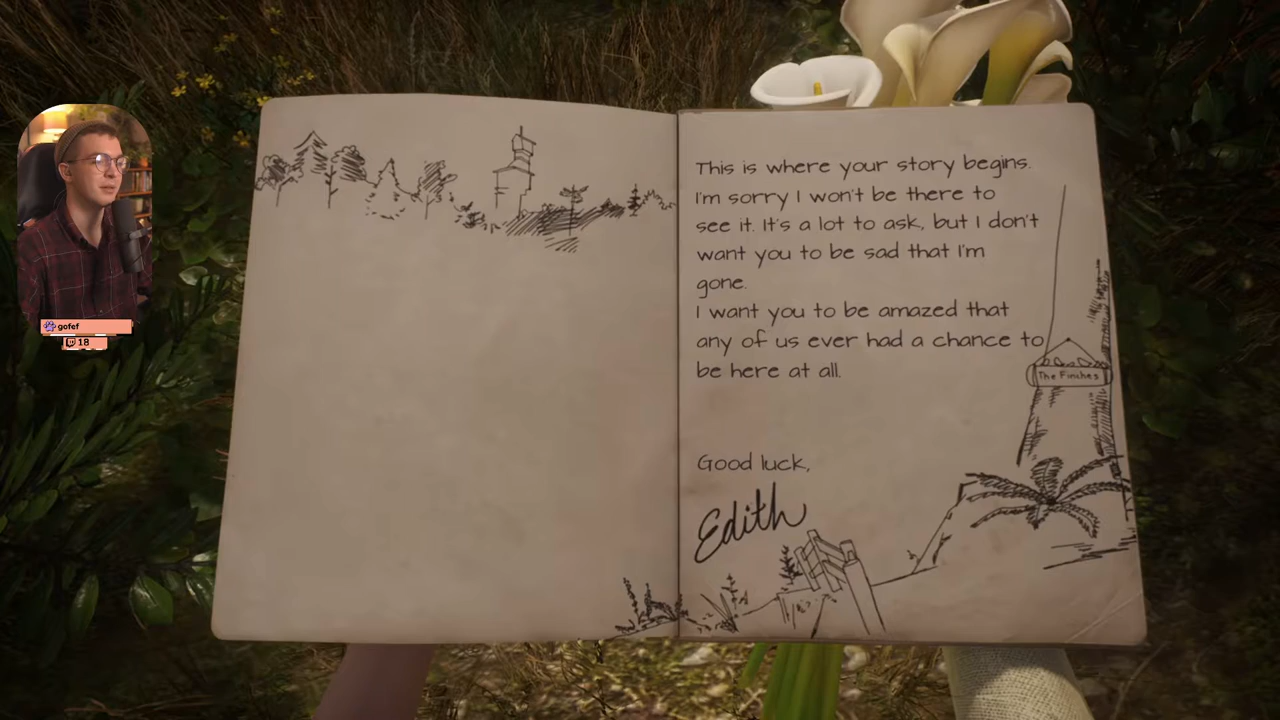 This is where your story begins.
I'm sorry I won't be there to
see it. It's a lot to ask, but I don't
want you to be sad that I'm
gone.
I want you to be amazed that
any of us ever had a chance to
be here at all.
The Finches
Good luck,
Edith
gofef
18